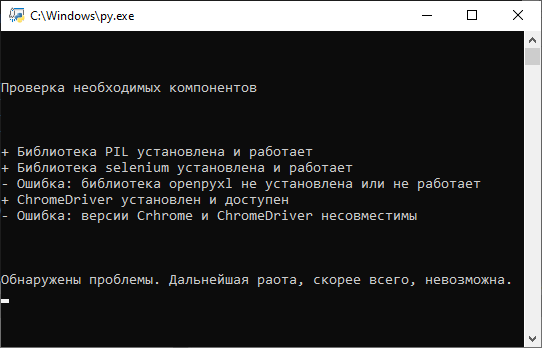 C:\Windows\py.exe
Проверка необходимых компонентов
+ Библиотека PIL установлена и работает
+ Библиотека selenium установлена и работает
- Ошибка: библиотека openpyxl не установлена или не работает
+ ChromeDriver установлен и доступен
- Ошибка: версии Crhrome и ChromeDriver несовместимы
Обнаружены проблемы. Дальнейшая раота, скорее всего, невозможна.